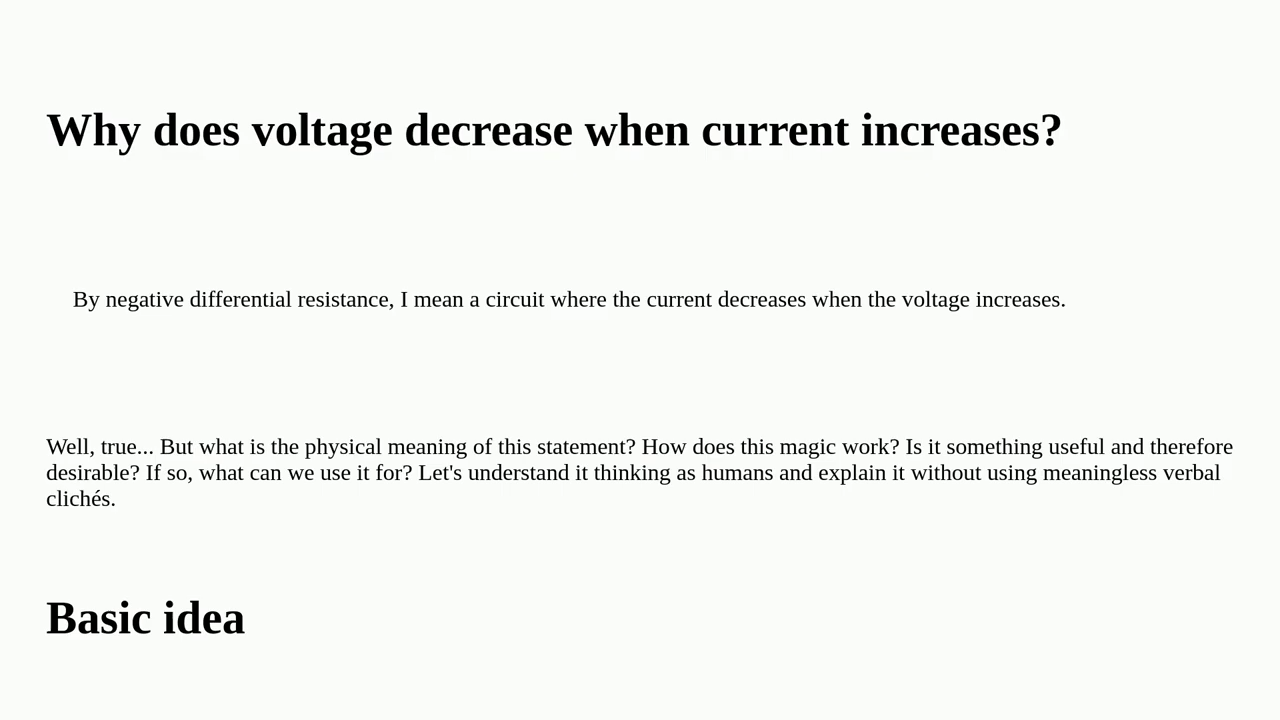 Why does voltage decrease when current increases?
By negative differential resistance, I mean a circuit where the current decreases when the voltage increases.
Well, true... But what is the physical meaning of this statement? How does this magic work? Is it something useful and therefore
desirable? If so, what can we use it for? Let's understand it thinking as humans and explain it without using meaningless verbal
clichés.
Basic idea